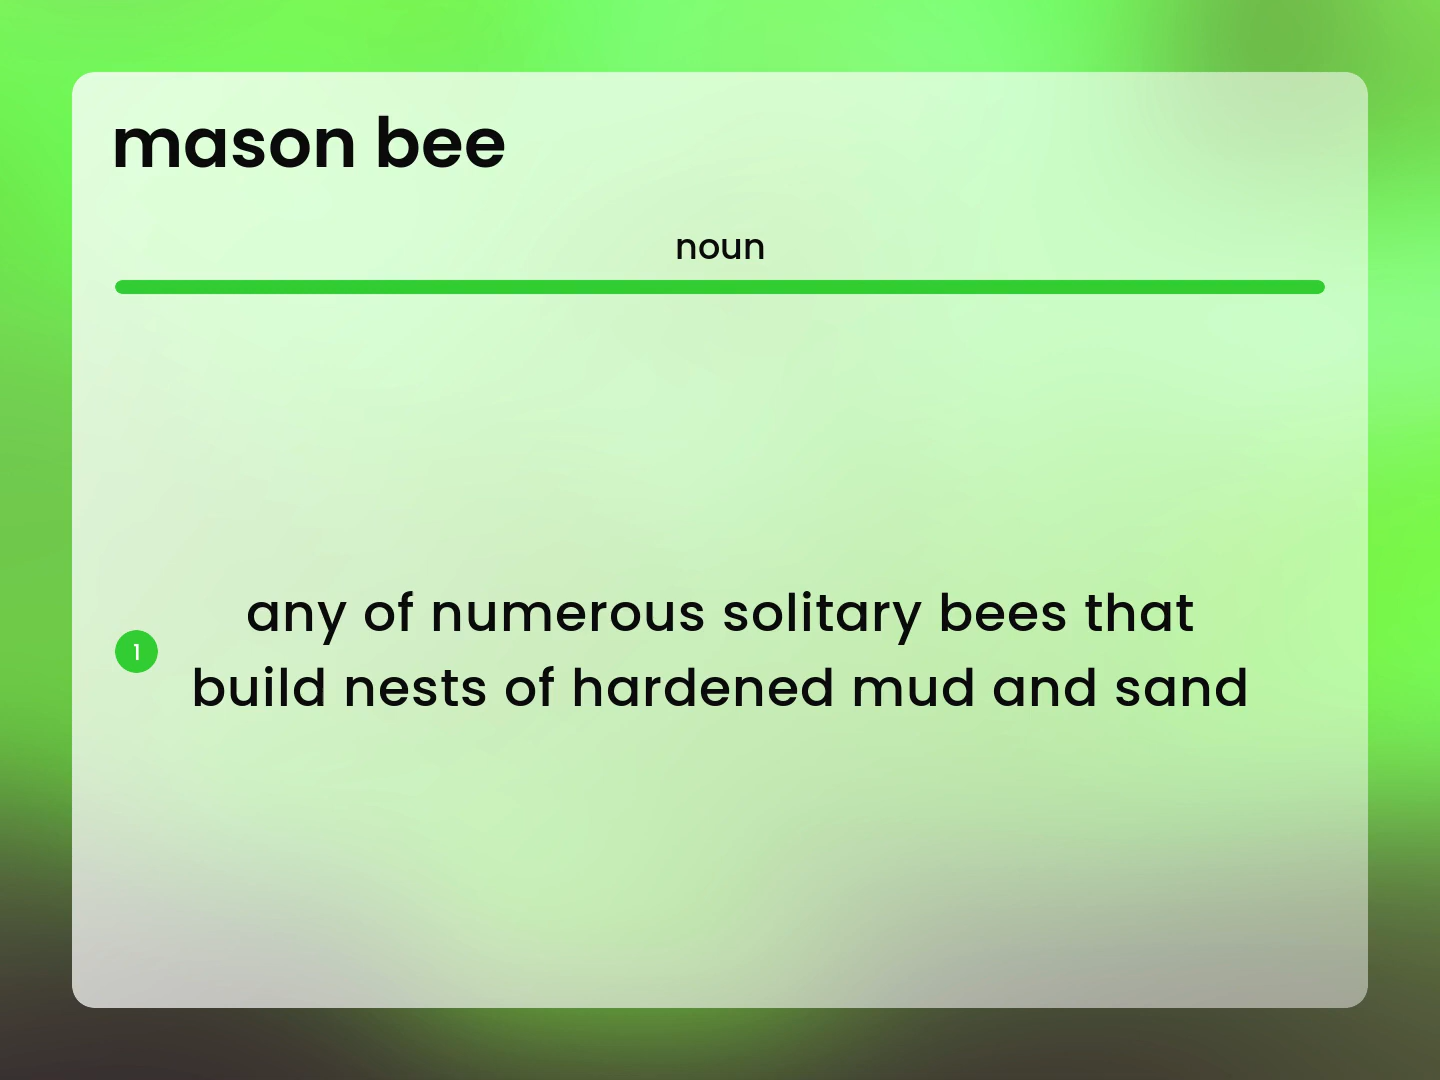 mason bee
noun
1
any of numerous solitary bees that
build nests of hardened mud and sand